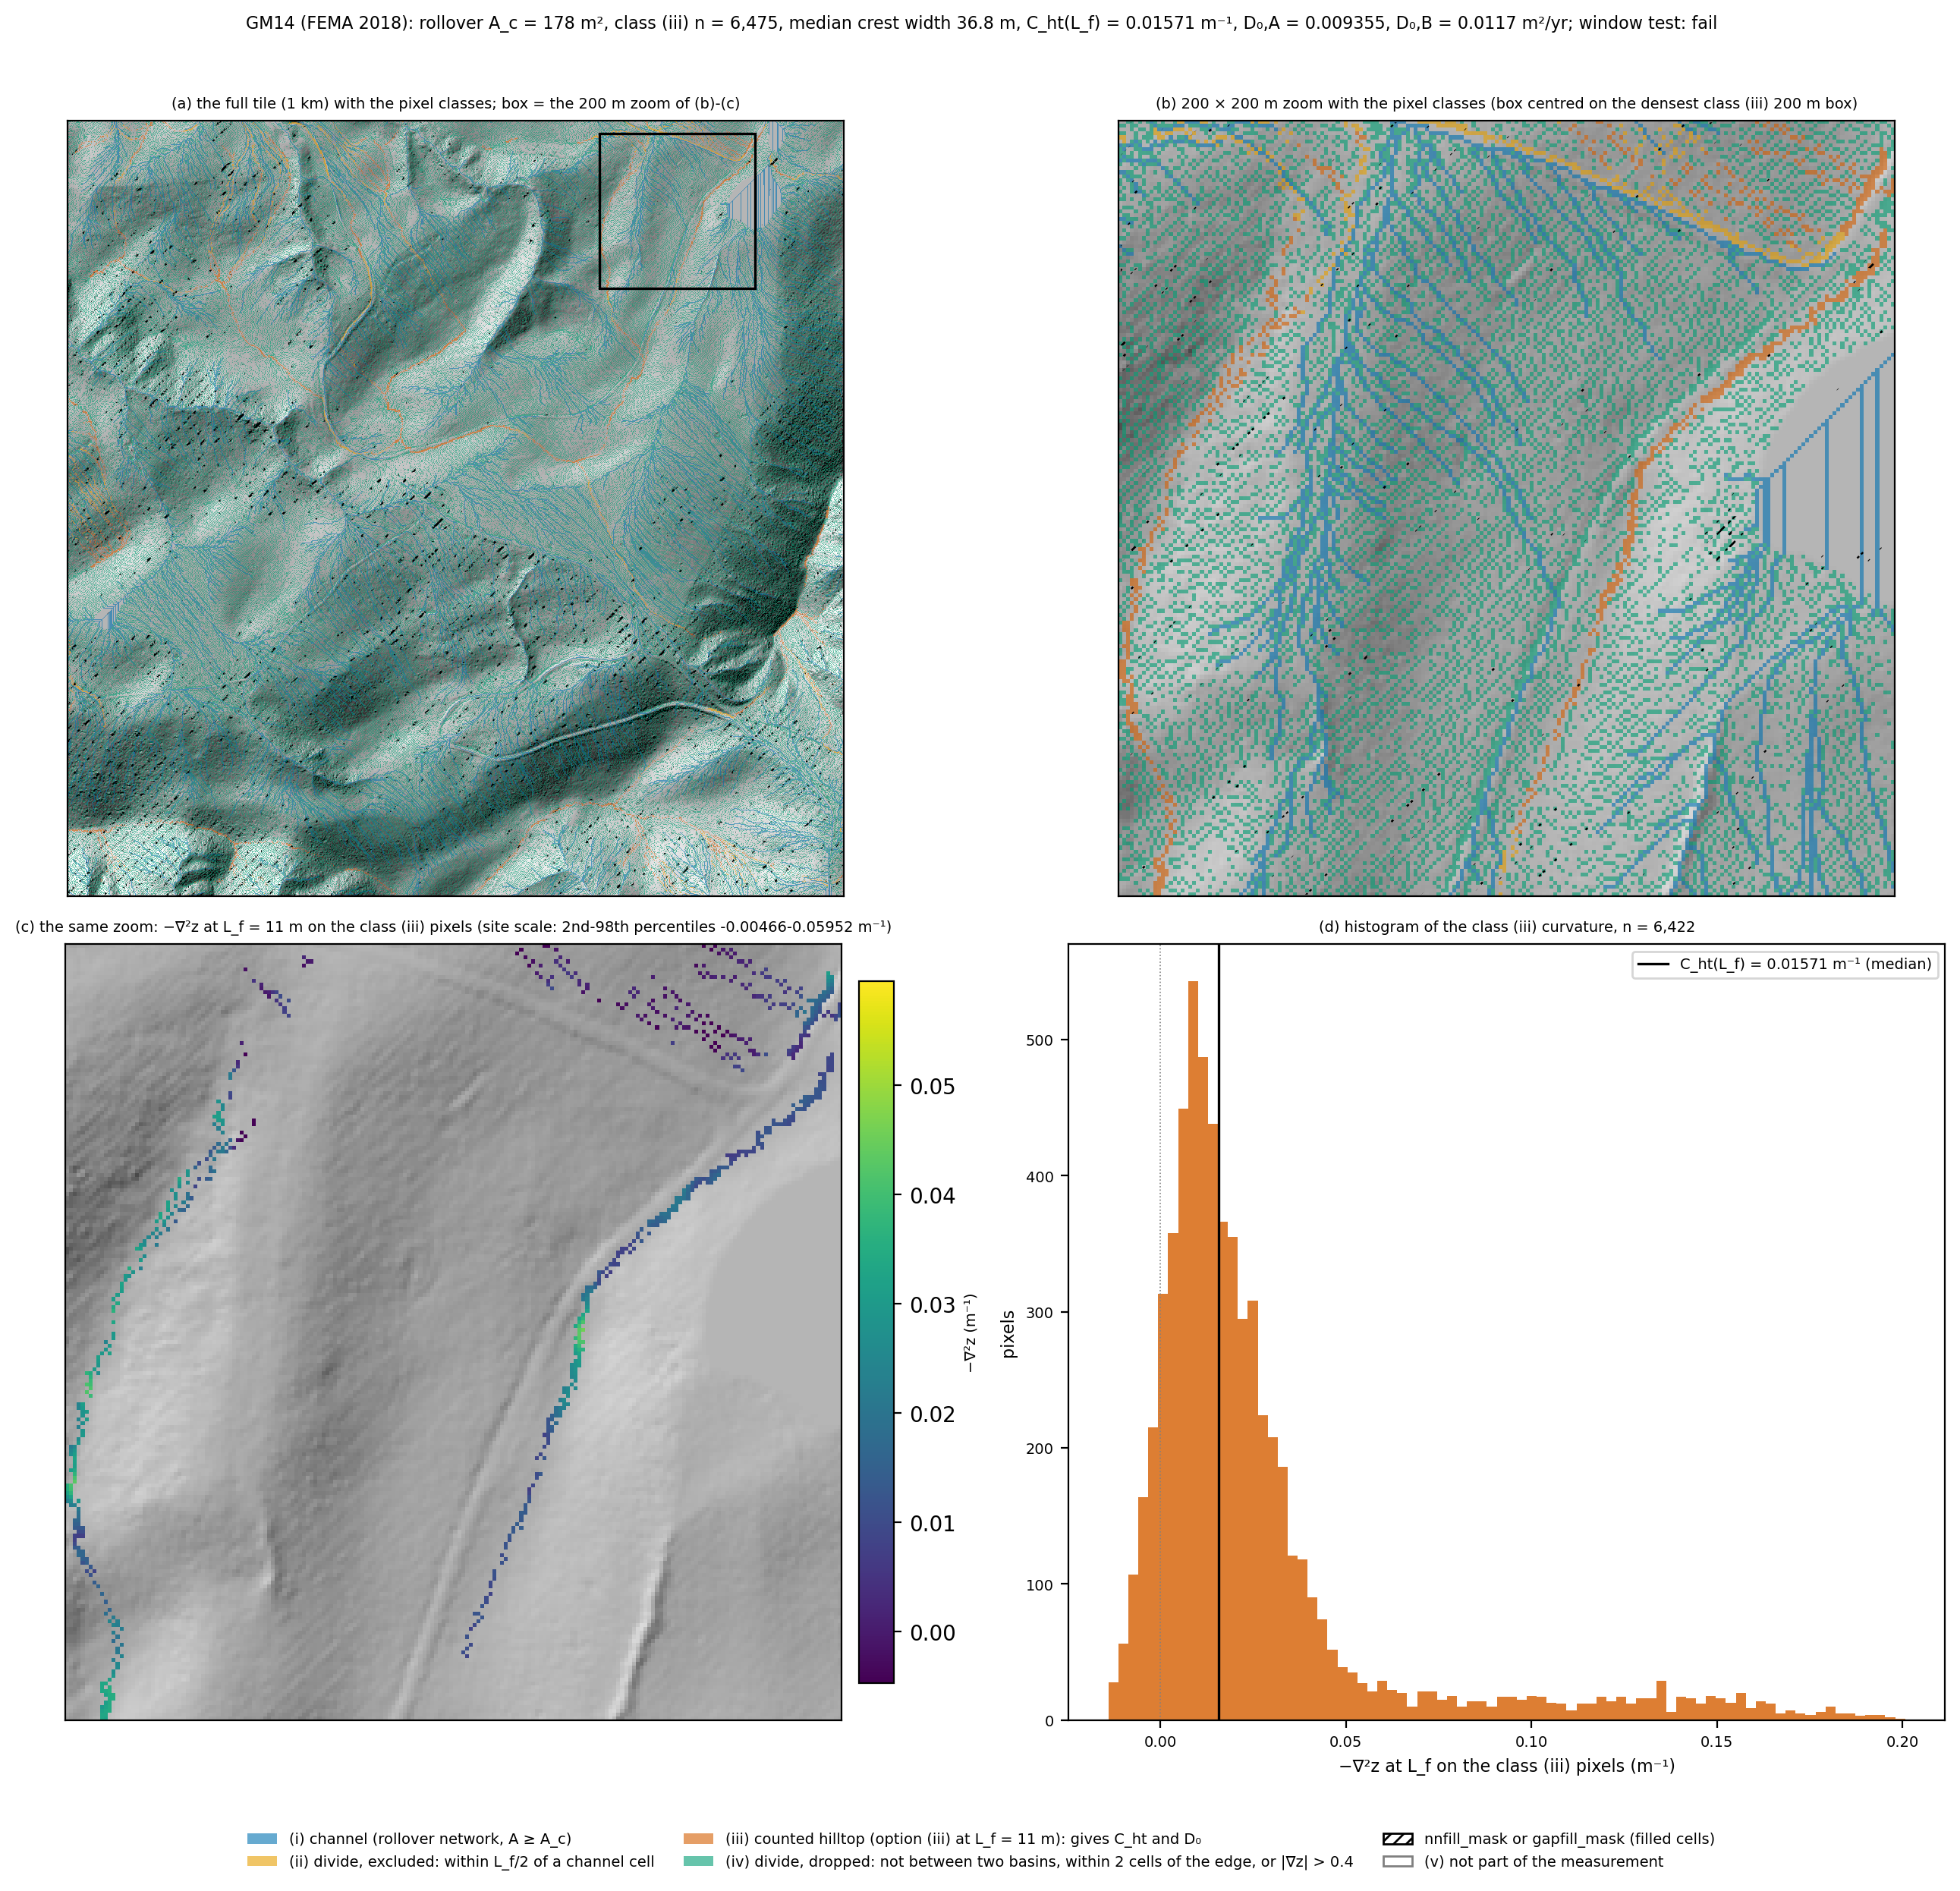 GM14 (FEMA 2018): rollover A_c = 178 m², class (iii) n = 6,475, median crest width 36.8 m, C_ht(L_f) = 0.01571 m⁻¹, D₀,A = 0.009355, D₀,B = 0.0117 m²/yr; window test: fail
(a) the full tile (1 km) with the pixel classes; box = the 200 m zoom of (b)-(c)
(b) 200 × 200 m zoom with the pixel classes (box centred on the densest class (iii) 200 m box)
(c) the same zoom: −∇²z at L_f = 11 m on the class (iii) pixels (site scale: 2nd-98th percentiles -0.00466-0.05952 m⁻¹)
0.05
0.04
0.03
0.02
0.01
0.00
−∇²z (m⁻¹)
(d) histogram of the class (iii) curvature, n = 6,422
C_ht(L_f) = 0.01571 m⁻¹ (median)
500
400
300
200
100
0
pixels
0.00
0.05
0.10
0.15
0.20
−∇²z at L_f on the class (iii) pixels (m⁻¹)
(i) channel (rollover network, A ≥ A_c)
(ii) divide, excluded: within L_f/2 of a channel cell
(iii) counted hilltop (option (iii) at L_f = 11 m): gives C_ht and D₀
(iv) divide, dropped: not between two basins, within 2 cells of the edge, or |∇z| > 0.4
nnfill_mask or gapfill_mask (filled cells)
(v) not part of the measurement